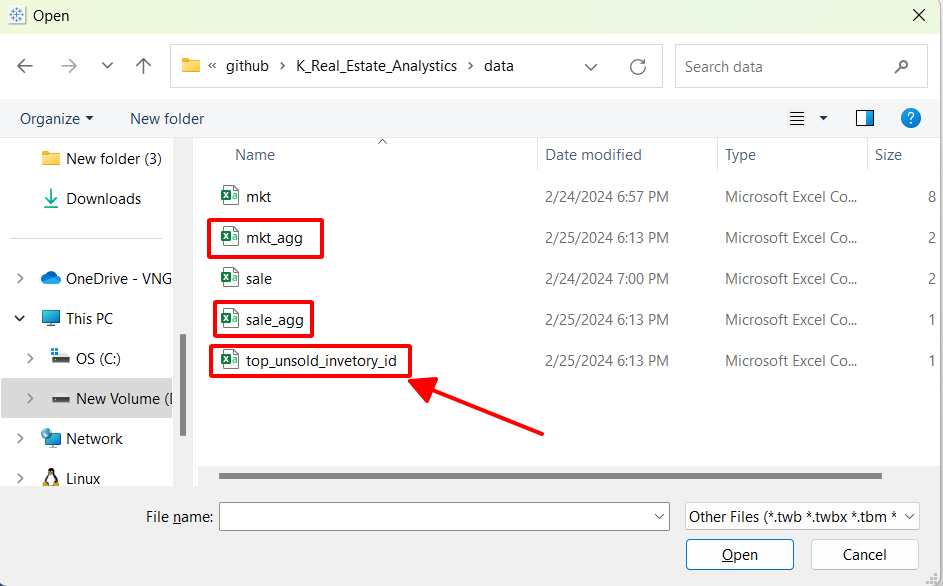 Open
« github › K_Real_Estate_Analystics › data
Search data
Organize
New folder
?
Name Date modified Type Size
New folder (3)
Downloads
OneDrive - VNG
This PC
OS (C:)
New Volume (
Network
Linux
mkt 2/24/2024 6:57 PM Microsoft Excel Co... 8
mkt_agg 2/25/2024 6:13 PM Microsoft Excel Co... 2
sale 2/24/2024 7:00 PM Microsoft Excel Co... 2
sale_agg 2/25/2024 6:13 PM Microsoft Excel Co... 1
top_unsold_invetory_id 2/25/2024 6:13 PM Microsoft Excel Co... 1
File name:
Other Files (*.twb *.twbx *.tbm *
Open
Cancel